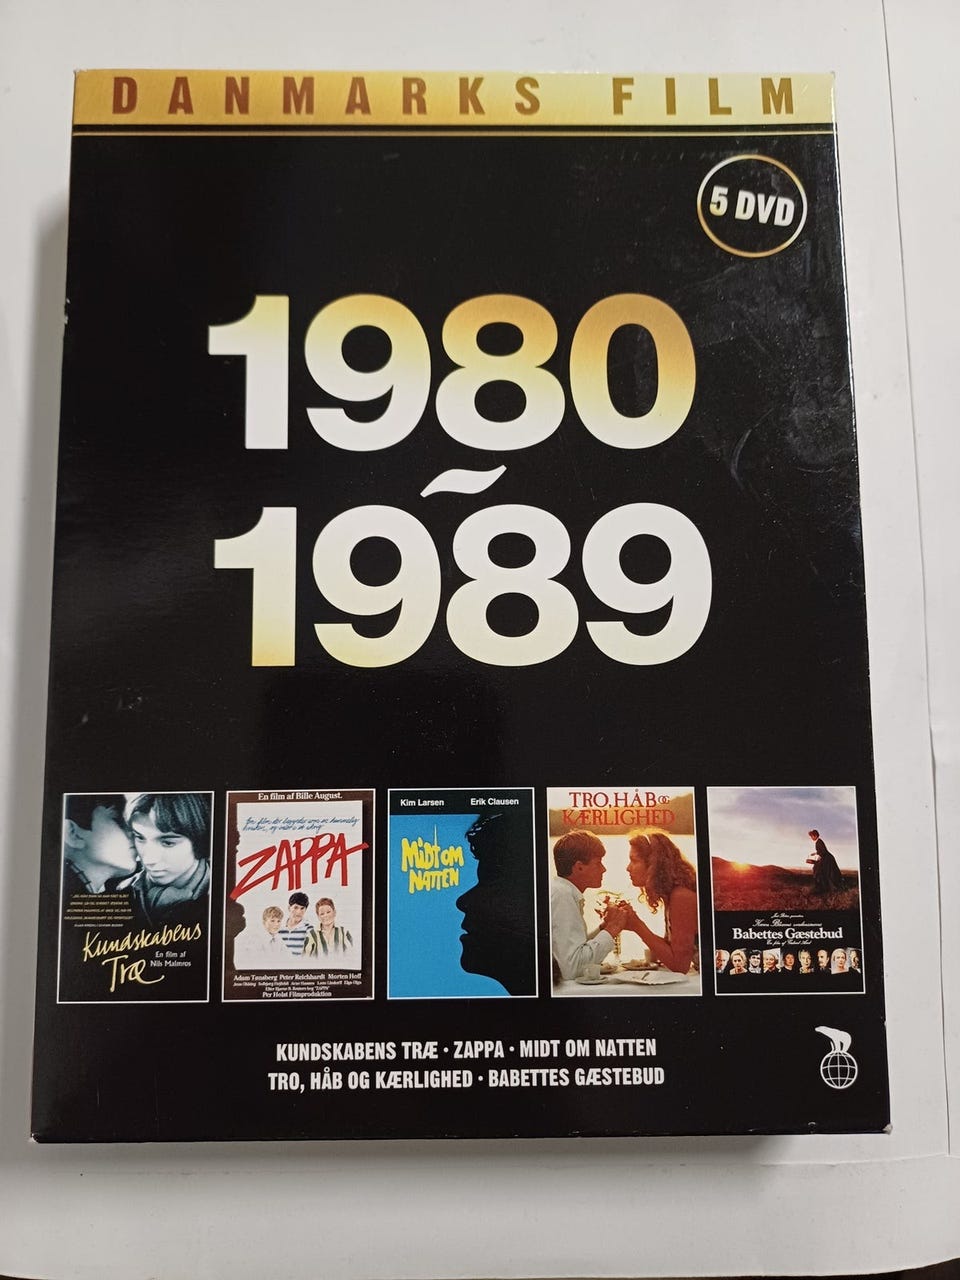 DANMARKS FILM
5 DVD
1980
~
1989
Kundskabens
Træ
En film af
Nils Malmros
En film af Bille August.
ZAPPA
Adam Tønsberg Peter Reichhardt Morten Hoff
Per Holst Filmproduktion
Kim Larsen Erik Clausen
MIDT OM
NATTEN
TRO, HÅB OG
KÆRLIGHED
Babettes Gæstebud
KUNDSKABENS TRÆ · ZAPPA · MIDT OM NATTEN
TRO, HÅB OG KÆRLIGHED · BABETTES GÆSTEBUD